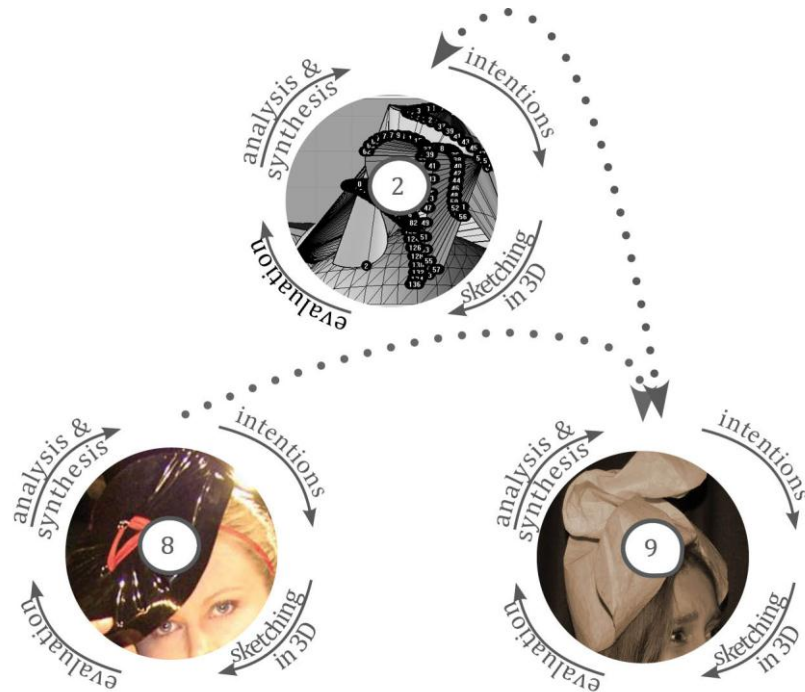 analysis &
synthesis
intentions
2
sketching
in 3D
evaluation
analysis &
synthesis
intentions
8
sketching
in 3D
evaluation
analysis &
synthesis
intentions
9
sketching
in 3D
evaluation